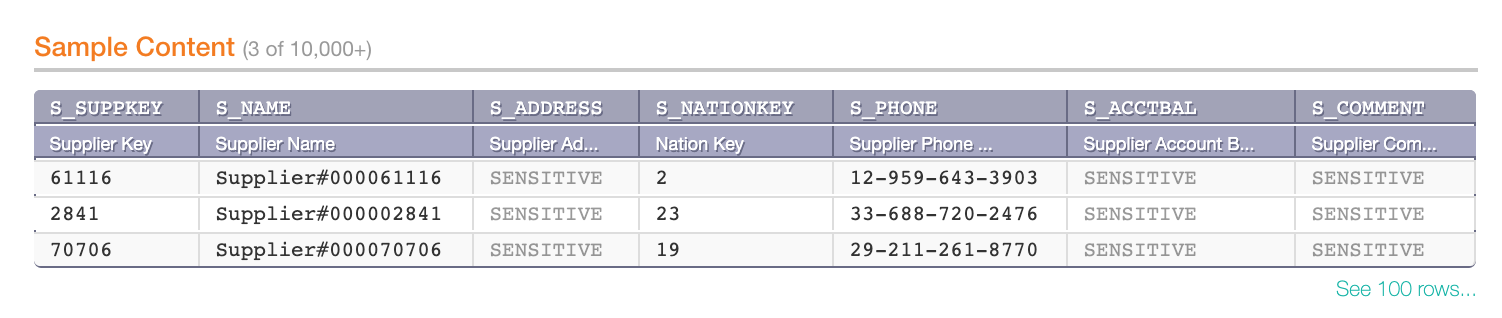 Sample Content (3 of 10,000+)
S_SUPPKEY S_NAME S_ADDRESS S_NATIONKEY S_PHONE S_ACCTBAL S_COMMENT
Supplier Key Supplier Name Supplier Ad... Nation Key Supplier Phone ... Supplier Account B... Supplier Com...
61116 Supplier#000061116 SENSITIVE 2 12-959-643-3903 SENSITIVE SENSITIVE
2841 Supplier#000002841 SENSITIVE 23 33-688-720-2476 SENSITIVE SENSITIVE
70706 Supplier#000070706 SENSITIVE 19 29-211-261-8770 SENSITIVE SENSITIVE
See 100 rows...